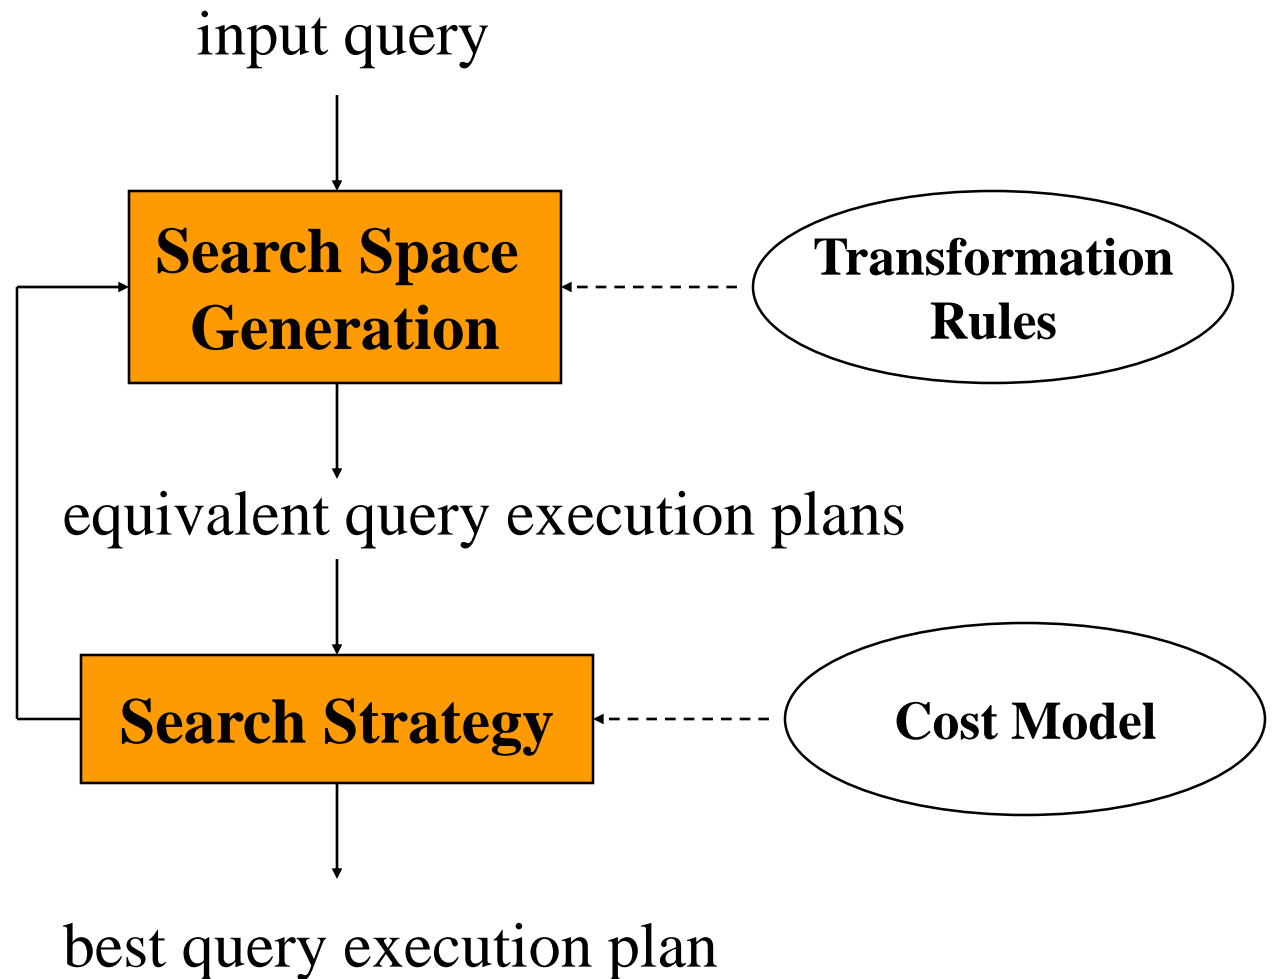 input query
Search Space
Generation
Transformation
Rules
equivalent query execution plans
Search Strategy
Cost Model
best query execution plan